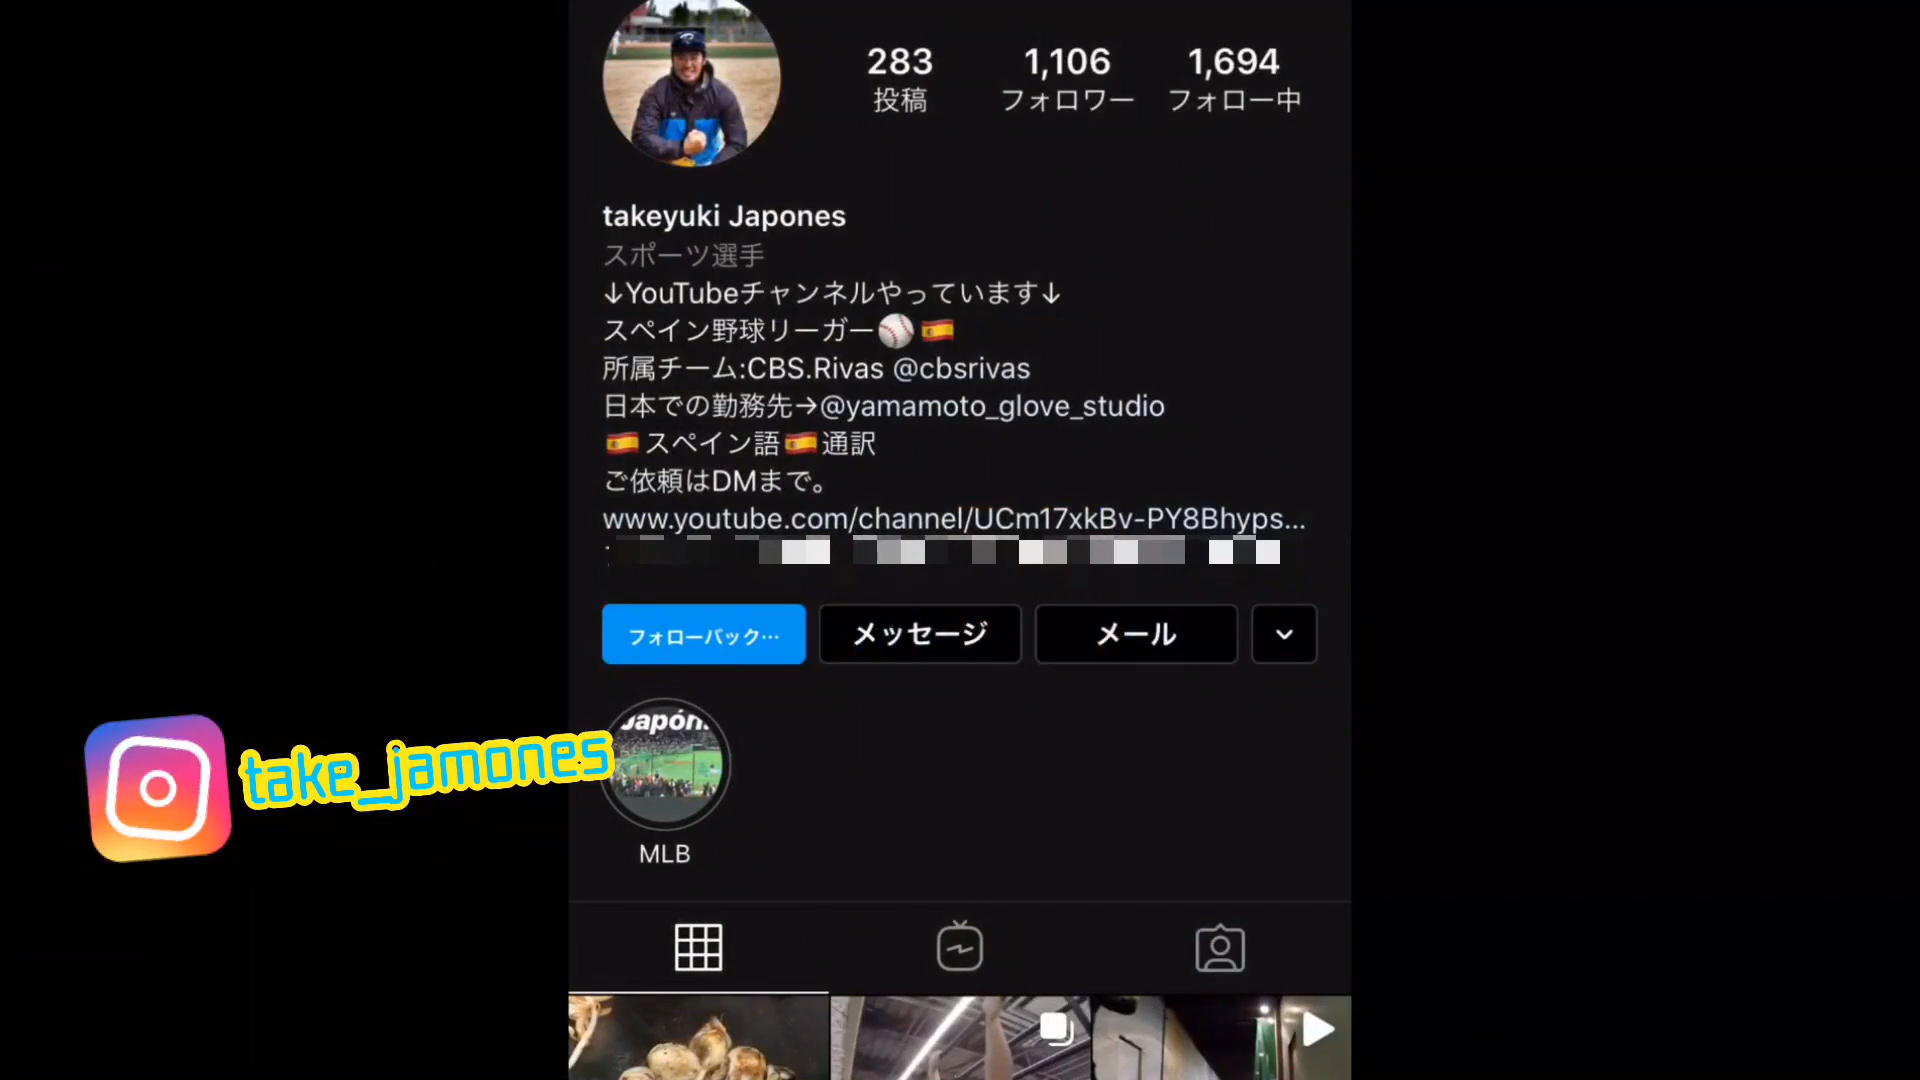 283
1,106
1,694
投稿
フォロワー
フォロー中
takeyuki Japones
スポーツ選手
↓YouTubeチャンネルやっています↓
スペイン野球リーガー⚾🇪🇸
所属チーム:CBS.Rivas @cbsrivas
日本での勤務先→@yamamoto_glove_studio
🇪🇸スペイン語🇪🇸通訳
ご依頼はDMまで。
www.youtube.com/channel/UCm17xkBv-PY8Bhyps...
フォローバック…
メッセージ
メール
take_jamones
Japón.
MLB